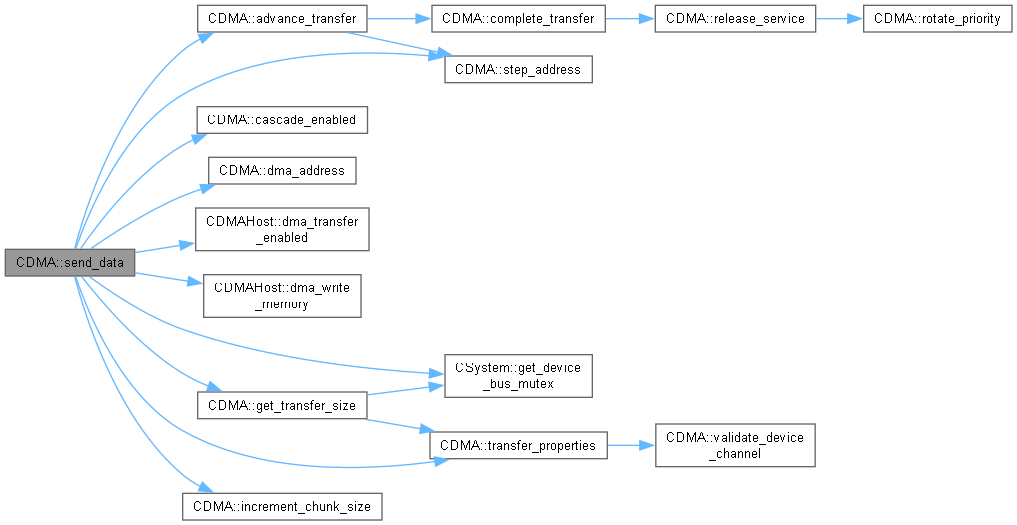 CDMA::advance_transfer
CDMA::complete_transfer
CDMA::release_service
CDMA::rotate_priority
CDMA::step_address
CDMA::cascade_enabled
CDMA::dma_address
CDMAHost::dma_transfer
_enabled
CDMA::send_data
CDMAHost::dma_write
_memory
CSystem::get_device
_bus_mutex
CDMA::get_transfer_size
CDMA::transfer_properties
CDMA::validate_device
_channel
CDMA::increment_chunk_size